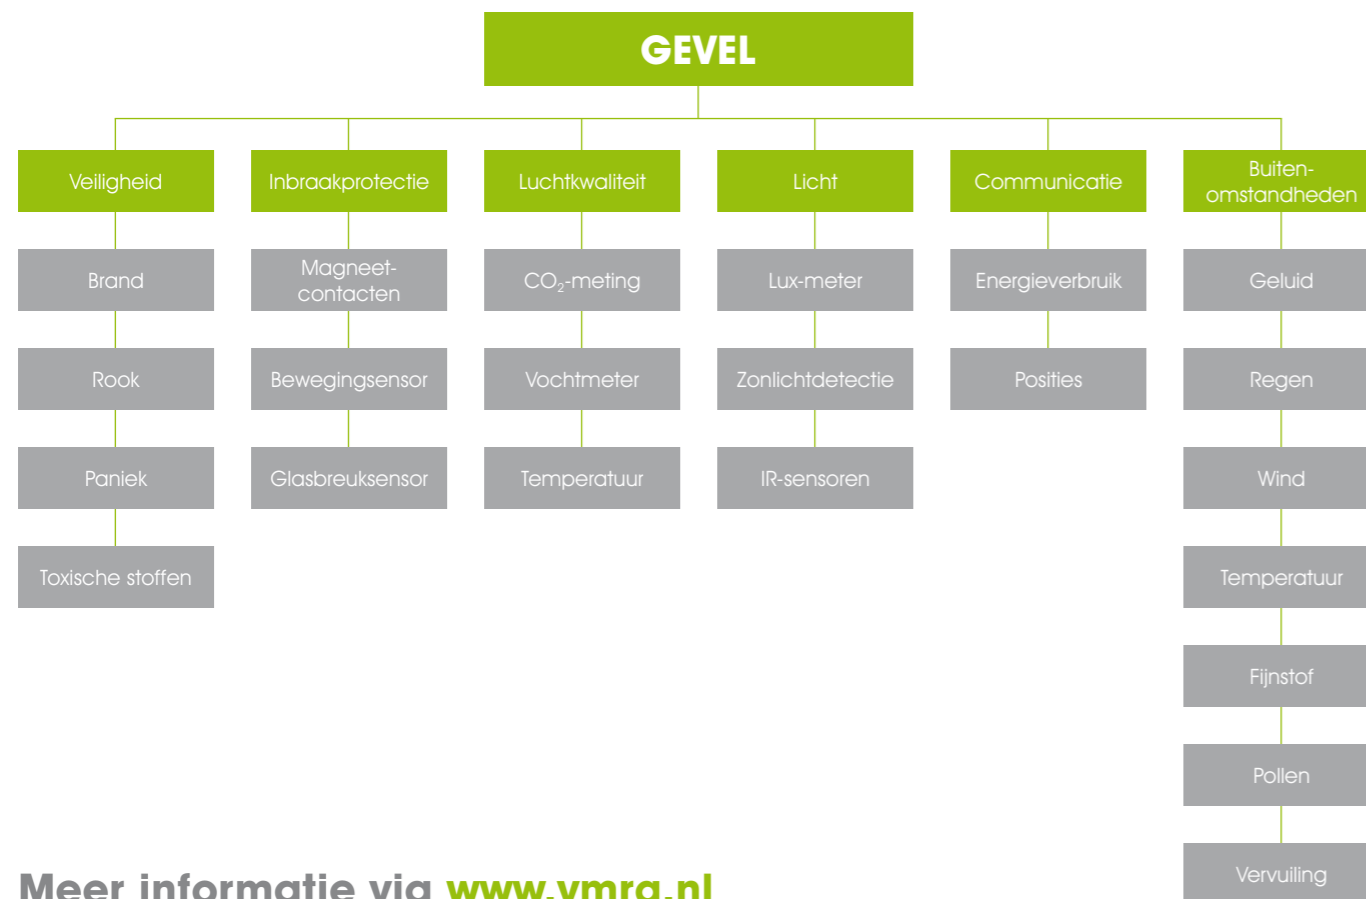 GEVEL
Veiligheid
Brand
Rook
Paniek
Toxische stoffen
Inbraakprotectie
Magneet-
contacten
Bewegingsensor
Glasbreuksensor
Luchtkwaliteit
CO₂-meting
Vochtmeter
Temperatuur
Licht
Lux-meter
Zonlichtdetectie
IR-sensoren
Communicatie
Energieverbruik
Posities
Buiten-
omstandheden
Geluid
Regen
Wind
Temperatuur
Fijnstof
Pollen
Vervuiling
Meer informatie via www.vmrg.nl